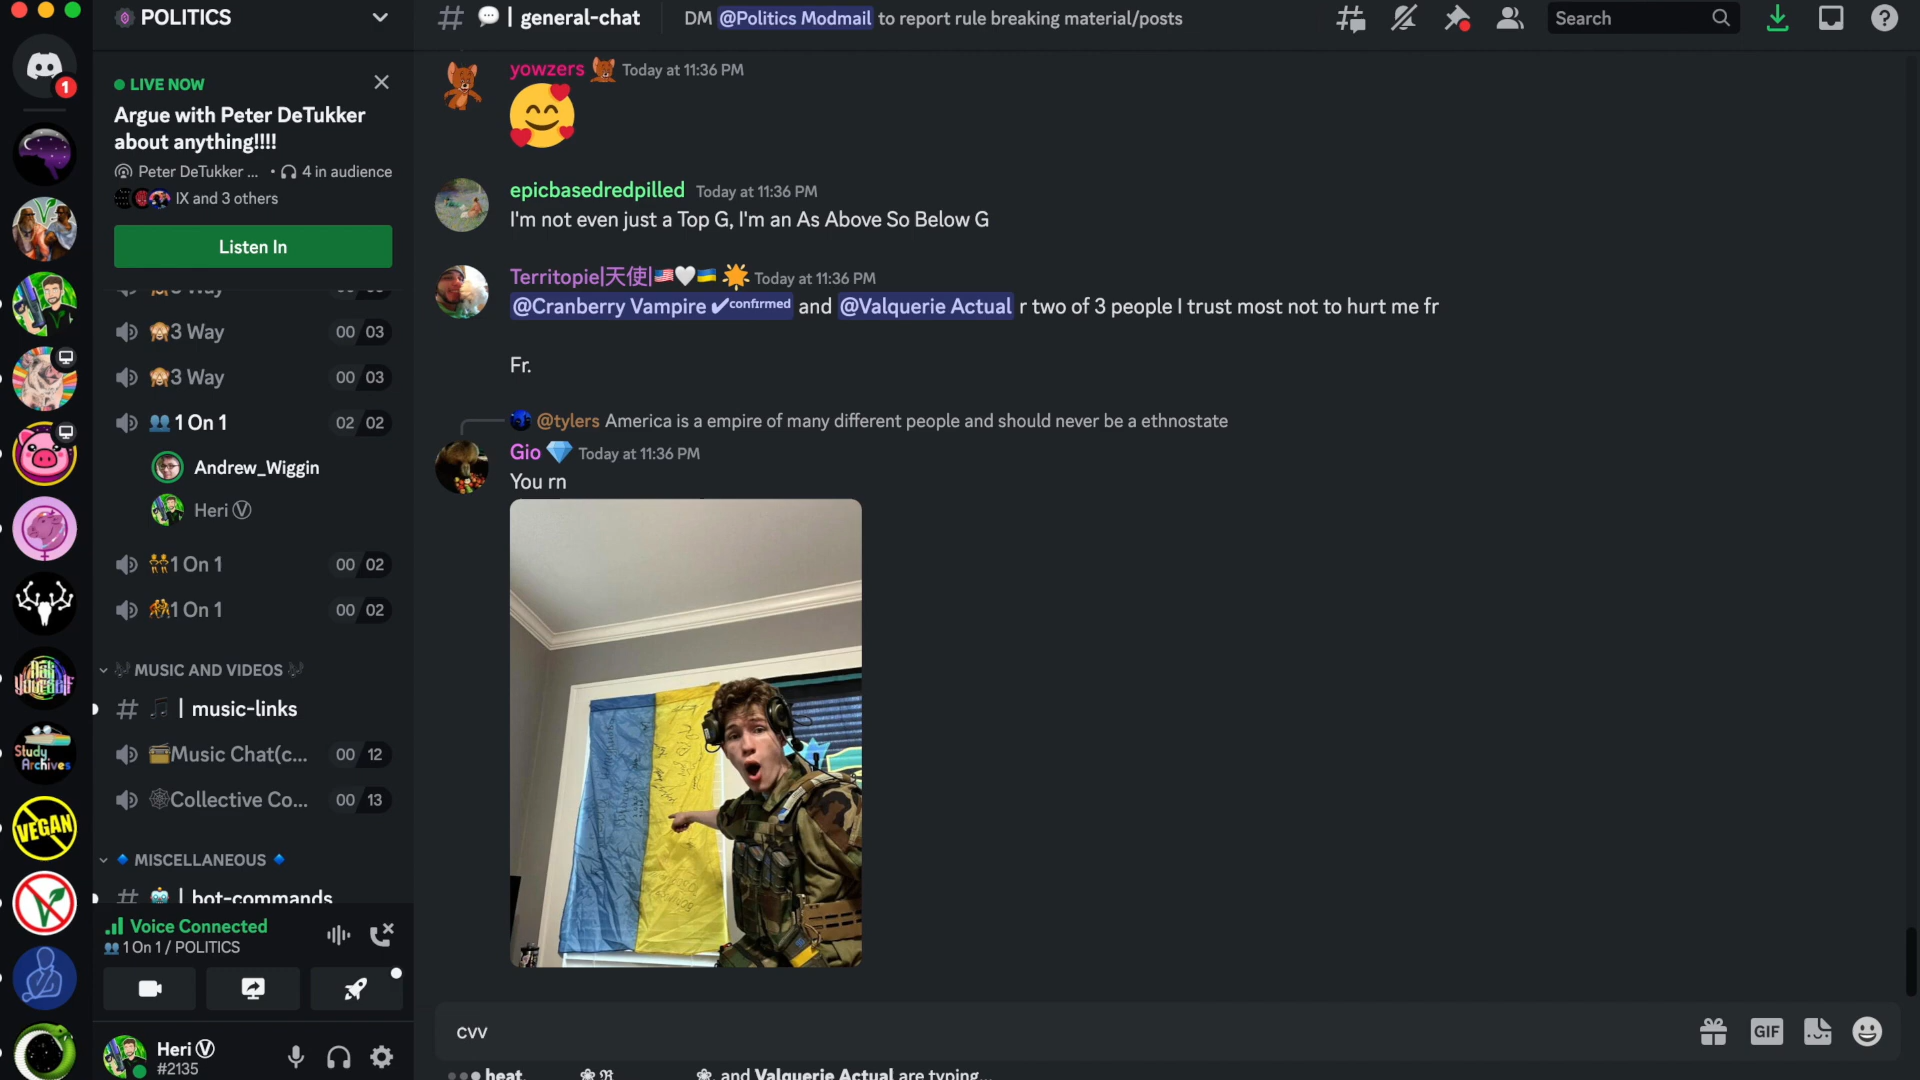 POLITICS
💬 | general-chat
DM @Politics Modmail to report rule breaking material/posts
Search
1
LIVE NOW
Argue with Peter DeTukker
about anything!!!!
Peter DeTukker ... • 4 in audience
IX and 3 others
Listen In
🙈3 Way 00 03
🙈3 Way 00 03
👥 1 On 1 02 02
Andrew_Wiggin
Heri Ⓥ
👯1 On 1 00 02
1 On 1 00 02
MUSIC AND VIDEOS
| music-links
📻Music Chat(c... 00 12
🕸Collective Co... 00 13
🔹 MISCELLANEOUS 🔹
🤖 | bot-commands
Voice Connected
👥 1 On 1 / POLITICS
Heri Ⓥ
#2135
Study
Archives
VEGAN
yowzers Today at 11:36 PM
epicbasedredpilled Today at 11:36 PM
I'm not even just a Top G, I'm an As Above So Below G
Territopie|天使|🇺🇸🤍🇺🇦 Today at 11:36 PM
@Cranberry Vampire ✔confirmed and @Valquerie Actual r two of 3 people I trust most not to hurt me fr
Fr.
@tylers America is a empire of many different people and should never be a ethnostate
Gio 💎 Today at 11:36 PM
You rn
cvv
GIF
heat, and Valquerie Actual are typing...